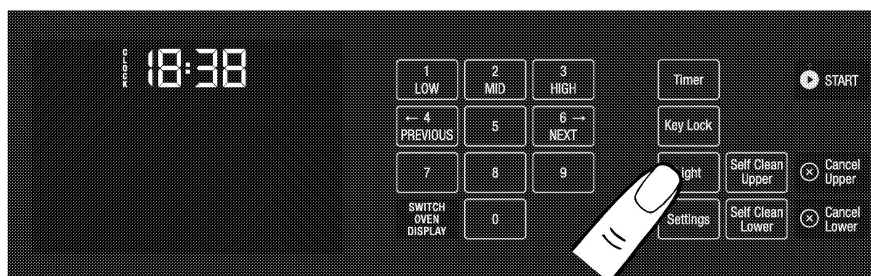 CLOCK
18:38
1
LOW
2
MID
3
HIGH
Timer
START
← 4
PREVIOUS
5
6 →
NEXT
Key Lock
7
8
9
Self Clean
Upper
Cancel
Upper
SWITCH
OVEN
DISPLAY
0
Settings
Self Clean
Lower
Cancel
Lower